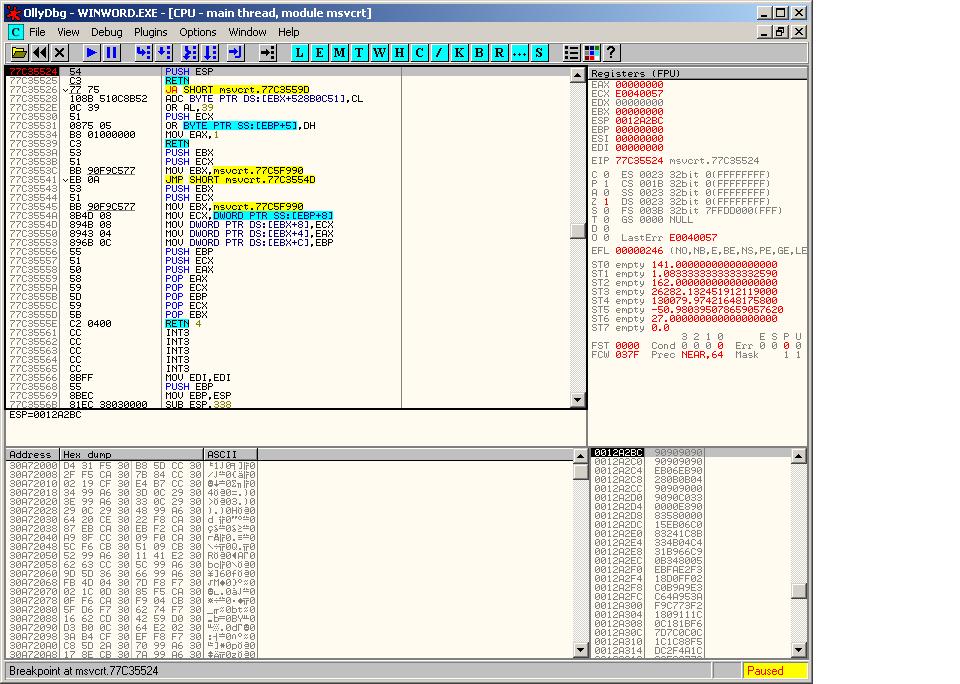 OllyDbg - WINWORD.EXE - [CPU - main thread, module msvcrt]
C File View Debug Plugins Options Window Help
L E M T W H C / K B R ... S ?
77C35524 54 PUSH ESP
77C35525 C3 RETN
77C35526 77 75 JA SHORT msvcrt.77C3559D
77C35528 108B 510C8B52 ADC BYTE PTR DS:[EBX+528B0C51],CL
77C3552E 0C 39 OR AL,39
77C35530 51 PUSH ECX
77C35531 0875 05 OR BYTE PTR SS:[EBP+5],DH
77C35534 B8 01000000 MOV EAX,1
77C35539 C3 RETN
77C3553A 53 PUSH EBX
77C3553B 51 PUSH ECX
77C3553C BB 90F9C577 MOV EBX,msvcrt.77C5F990
77C35541 EB 0A JMP SHORT msvcrt.77C3554D
77C35543 53 PUSH EBX
77C35544 51 PUSH ECX
77C35545 BB 90F9C577 MOV EBX,msvcrt.77C5F990
77C3554A 8B4D 08 MOV ECX,DWORD PTR SS:[EBP+8]
77C3554D 894B 08 MOV DWORD PTR DS:[EBX+8],ECX
77C35550 8943 04 MOV DWORD PTR DS:[EBX+4],EAX
77C35553 896B 0C MOV DWORD PTR DS:[EBX+C],EBP
77C35556 55 PUSH EBP
77C35557 51 PUSH ECX
77C35558 50 PUSH EAX
77C35559 58 POP EAX
77C3555A 59 POP ECX
77C3555B 5D POP EBP
77C3555C 59 POP ECX
77C3555D 5B POP EBX
77C3555E C2 0400 RETN 4
77C35561 CC INT3
77C35562 CC INT3
77C35563 CC INT3
77C35564 CC INT3
77C35565 CC INT3
77C35566 8BFF MOV EDI,EDI
77C35568 55 PUSH EBP
77C35569 8BEC MOV EBP,ESP
77C3556B 81EC 38030000 SUB ESP,338
ESP=0012A2BC
Registers (FPU)
EAX 00000000
ECX E0040057
EDX 00000000
EBX 00000000
ESP 0012A2BC
EBP 00000000
ESI 00000000
EDI 00000000
EIP 77C35524 msvcrt.77C35524
C 0 ES 0023 32bit 0(FFFFFFFF)
P 1 CS 001B 32bit 0(FFFFFFFF)
A 0 SS 0023 32bit 0(FFFFFFFF)
Z 1 DS 0023 32bit 0(FFFFFFFF)
S 0 FS 003B 32bit 7FFDD000(FFF)
T 0 GS 0000 NULL
D 0
O 0 LastErr E0040057
EFL 00000246 (NO,NB,E,BE,NS,PE,GE,LE
ST0 empty 141.00000000000000000
ST1 empty 1.0833333333333332590
ST2 empty 162.00000000000000000
ST3 empty 26282.132451912119000
ST4 empty 130079.97421648175800
ST5 empty -50.980395078659057620
ST6 empty 27.000000000000000000
ST7 empty 0.0
3 2 1 0 E S P U
FST 0000 Cond 0 0 0 0 Err 0 0 0 0
FCW 037F Prec NEAR,64 Mask 1 1
Address Hex dump ASCII
30A72000 D4 31 F5 30 B8 5D CC 30
30A72008 2F F5 CA 30 7B 84 CC 30
30A72010 02 19 CF 30 E4 B7 CC 30
30A72018 34 99 A6 30 3D 0C 29 30
30A72020 3E 99 A6 30 33 0C 29 30
30A72028 29 0C 29 30 48 99 A6 30
30A72030 64 20 CE 30 22 F8 CA 30
30A72038 87 EB CA 30 EB F2 CA 30
30A72040 A9 8F CC 30 09 F0 CA 30
30A72048 5C F6 CB 30 51 09 CB 30
30A72050 52 99 A6 30 11 41 E2 30
30A72058 62 63 CC 30 5C 99 A6 30
30A72060 9D 5D 36 30 66 99 A6 30
30A72068 FB 4D 04 30 7D F8 F7 30
30A72070 02 1C 0D 30 85 F5 CA 30
30A72078 0F F6 CA 30 F9 04 CB 30
30A72080 5F D6 F7 30 62 74 F7 30
30A72088 16 62 CD 30 42 59 D0 30
30A72090 D3 B0 0C 30 64 E2 02 30
30A72098 3A B4 CF 30 EF F8 F7 30
30A720A0 C8 5D 2A 30 70 99 A6 30
30A720A8 17 8E CB 30 7A 99 A6 30
0012A2BC 90909090
0012A2C0 90909090
0012A2C4 EB06EB90
0012A2C8 280B0B04
0012A2CC 90909090
0012A2D0 9090C033
0012A2D4 0000E890
0012A2D8 83580000
0012A2DC 15EB06C0
0012A2E0 83241C8B
0012A2E4 334B04C4
0012A2E8 31B966C9
0012A2EC 0B348005
0012A2F0 EBFAE2F3
0012A2F4 18D0FF02
0012A2F8 C0B9A9E3
0012A2FC C64A953A
0012A300 F9C773F2
0012A304 1809111C
0012A308 0C181BF6
0012A30C 7D7C0C0C
0012A310 1C1C88F5
0012A314 DC2F4A1C
Breakpoint at msvcrt.77C35524
Paused